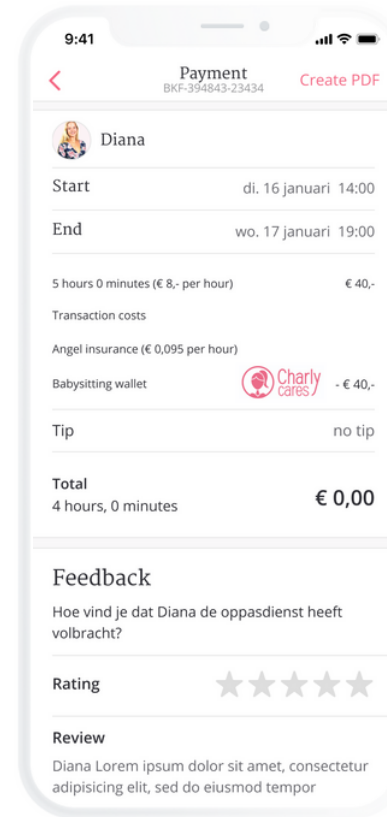 9:41
Payment
BKF-394843-23434
Create PDF
Diana
Start di. 16 januari 14:00
End wo. 17 januari 19:00
5 hours 0 minutes (€ 8,- per hour) € 40,-
Transaction costs
Angel insurance (€ 0,095 per hour)
Babysitting wallet Charly cares - € 40,-
Tip no tip
Total
4 hours, 0 minutes € 0,00
Feedback
Hoe vind je dat Diana de oppasdienst heeft
volbracht?
Rating
Review
Diana Lorem ipsum dolor sit amet, consectetur
adipisicing elit, sed do eiusmod tempor